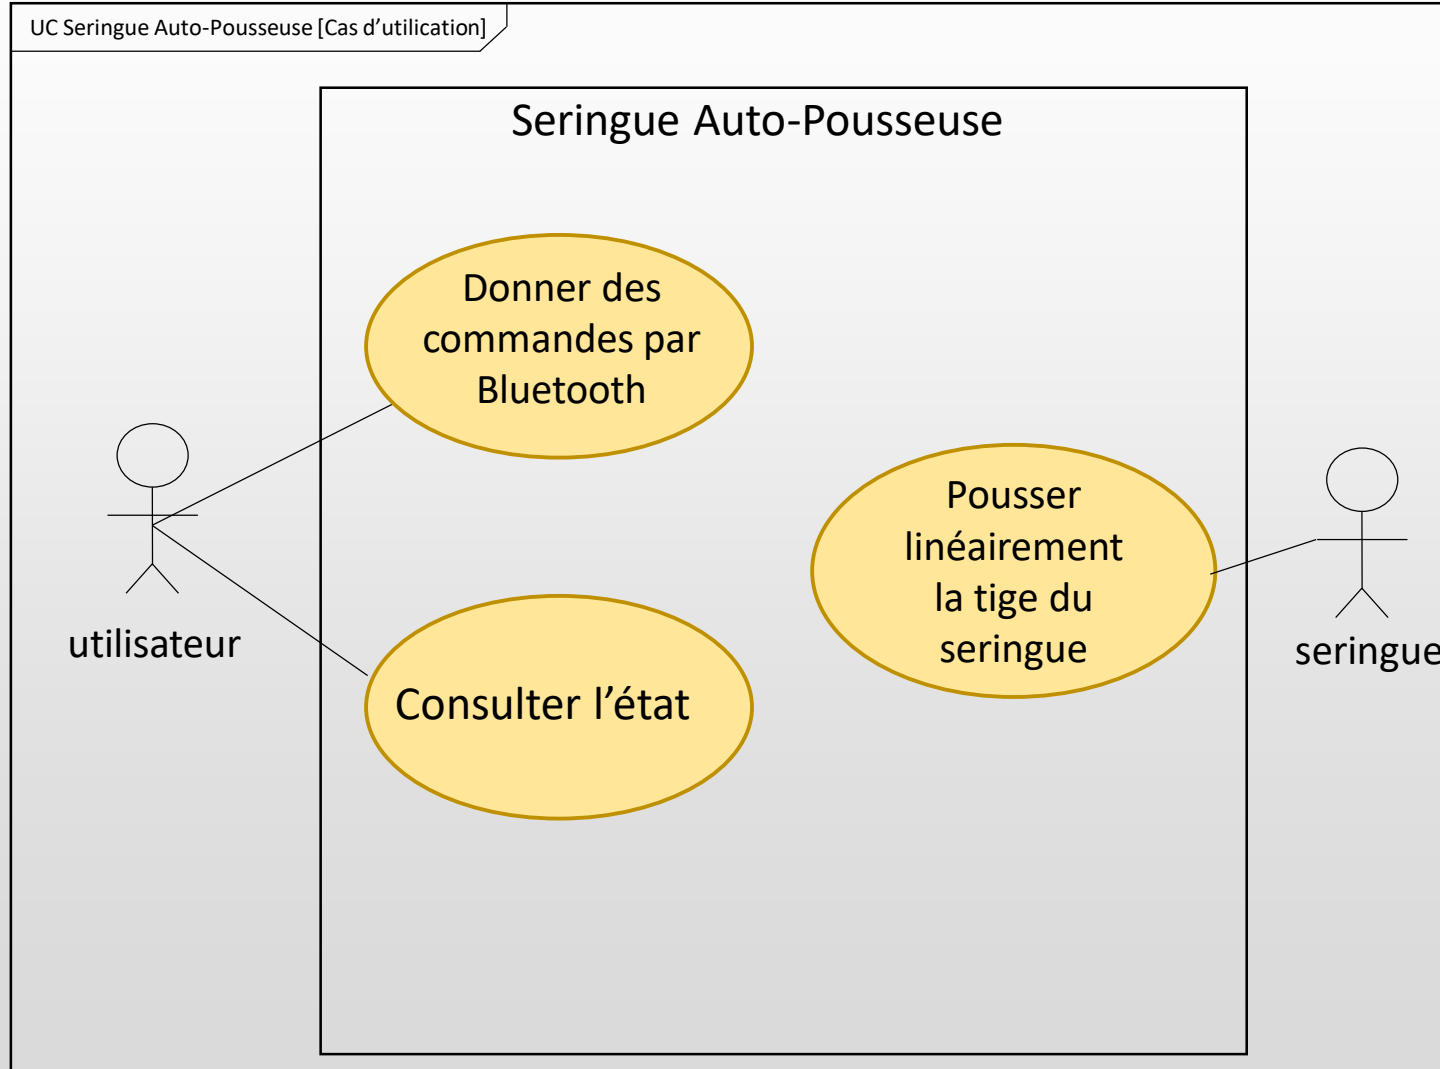 UC Seringue Auto-Pousseuse [Cas d’utilication]
Seringue Auto-Pousseuse
Donner des
commandes par
Bluetooth
Pousser
linéairement
la tige du
seringue
utilisateur
seringue
Consulter l’état